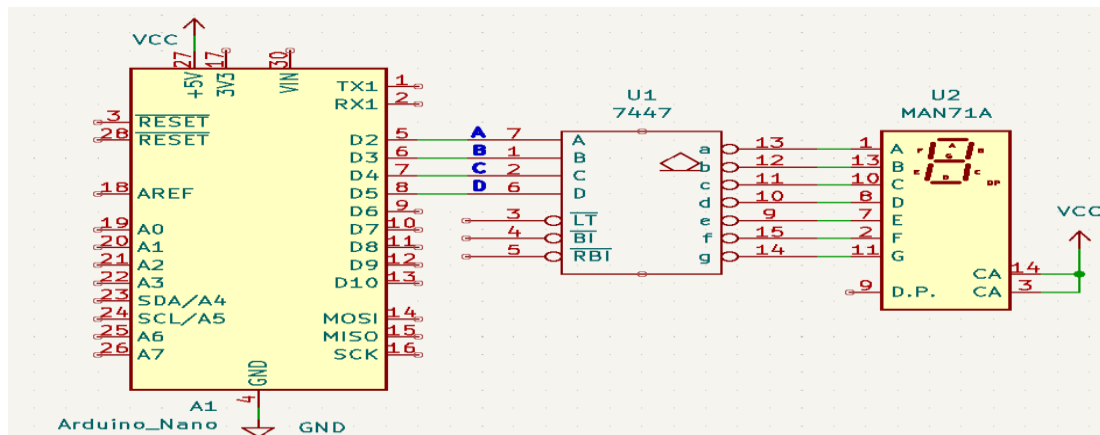 VCC
27 17 30
+5V 3V3 VIN
TX1 1
RX1 2
3 RESET
28 RESET
D2 5
D3 6
D4 7
D5 8
18 AREF
D6 9
19 A0
D7 10
20 A1
D8 11
21 A2
D9 12
22 A3
D10 13
23 SDA/A4
24 SCL/A5
MOSI 14
25 A6
MISO 15
26 A7
SCK 16
GND
4
A1
Arduino_Nano
GND
U1
7447
A 7 A
B 1 B
C 2 C
D 6 D
3 LT
4 BI
5 RBI
a 13
b 12
c 11
d 10
e 9
f 15
g 14
U2
MAN71A
1 A
13 B
10 C
8 D
7 E
2 F
11 G
9 D.P.
A
F B
G
E C
D
DP
CA 14
CA 3
VCC